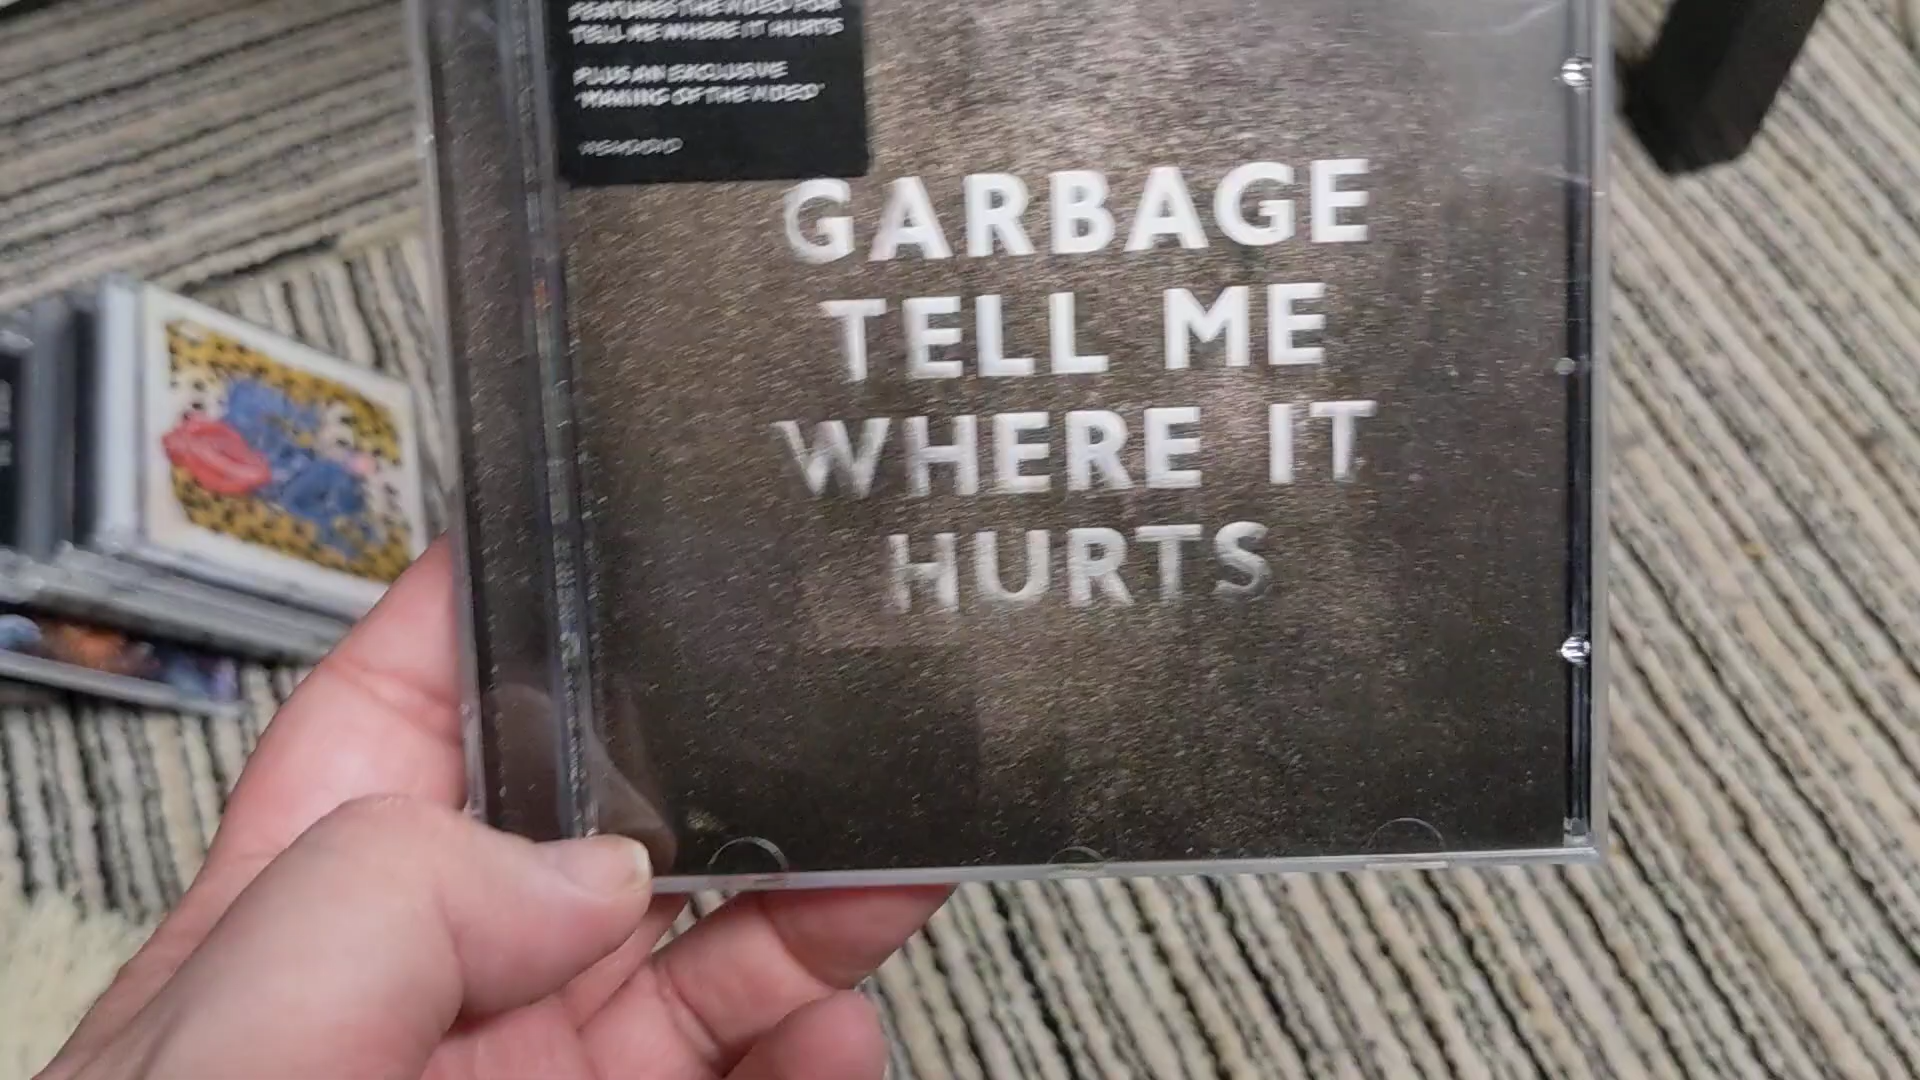 FEATURES THE VIDEO FOR
TELL ME WHERE IT HURTS
PLUS AN EXCLUSIVE
'MAKING OF THE VIDEO'
GARBAGE
TELL ME
WHERE IT
HURTS